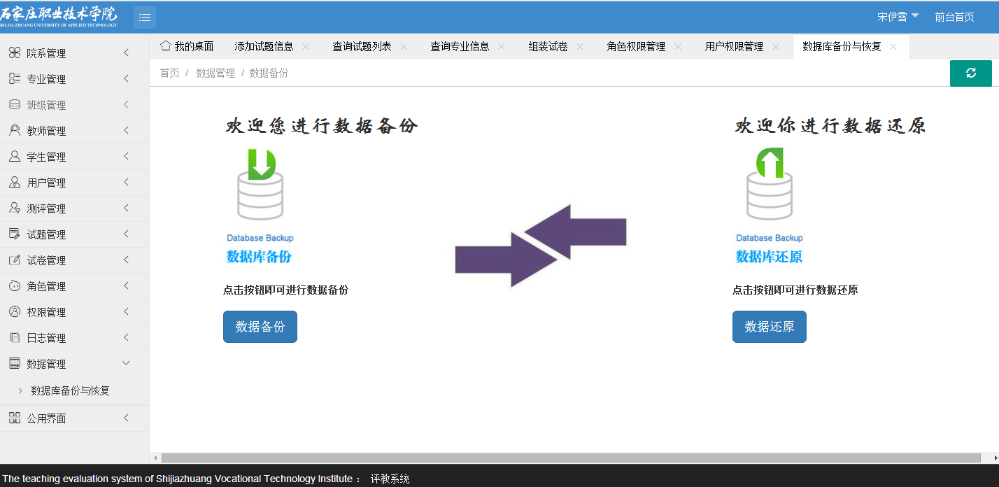 石家庄职业技术学院
SHI JIA ZHUANG UNIVERSITY OF APPLIED TECHNOLOGY
宋伊雪 前台首页
院系管理
专业管理
班级管理
教师管理
学生管理
用户管理
测评管理
试题管理
试卷管理
角色管理
权限管理
日志管理
数据管理
数据库备份与恢复
公用界面
我的桌面 添加试题信息 查询试题列表 查询专业信息 组装试卷 角色权限管理 用户权限管理 数据库备份与恢复
首页 / 数据管理 / 数据备份
欢迎您进行数据备份
Database Backup
数据库备份
点击按钮即可进行数据备份
数据备份
欢迎你进行数据还原
Database Backup
数据库还原
点击按钮即可进行数据还原
数据还原
The teaching evaluation system of Shijiazhuang Vocational Technology Institute ： 评教系统